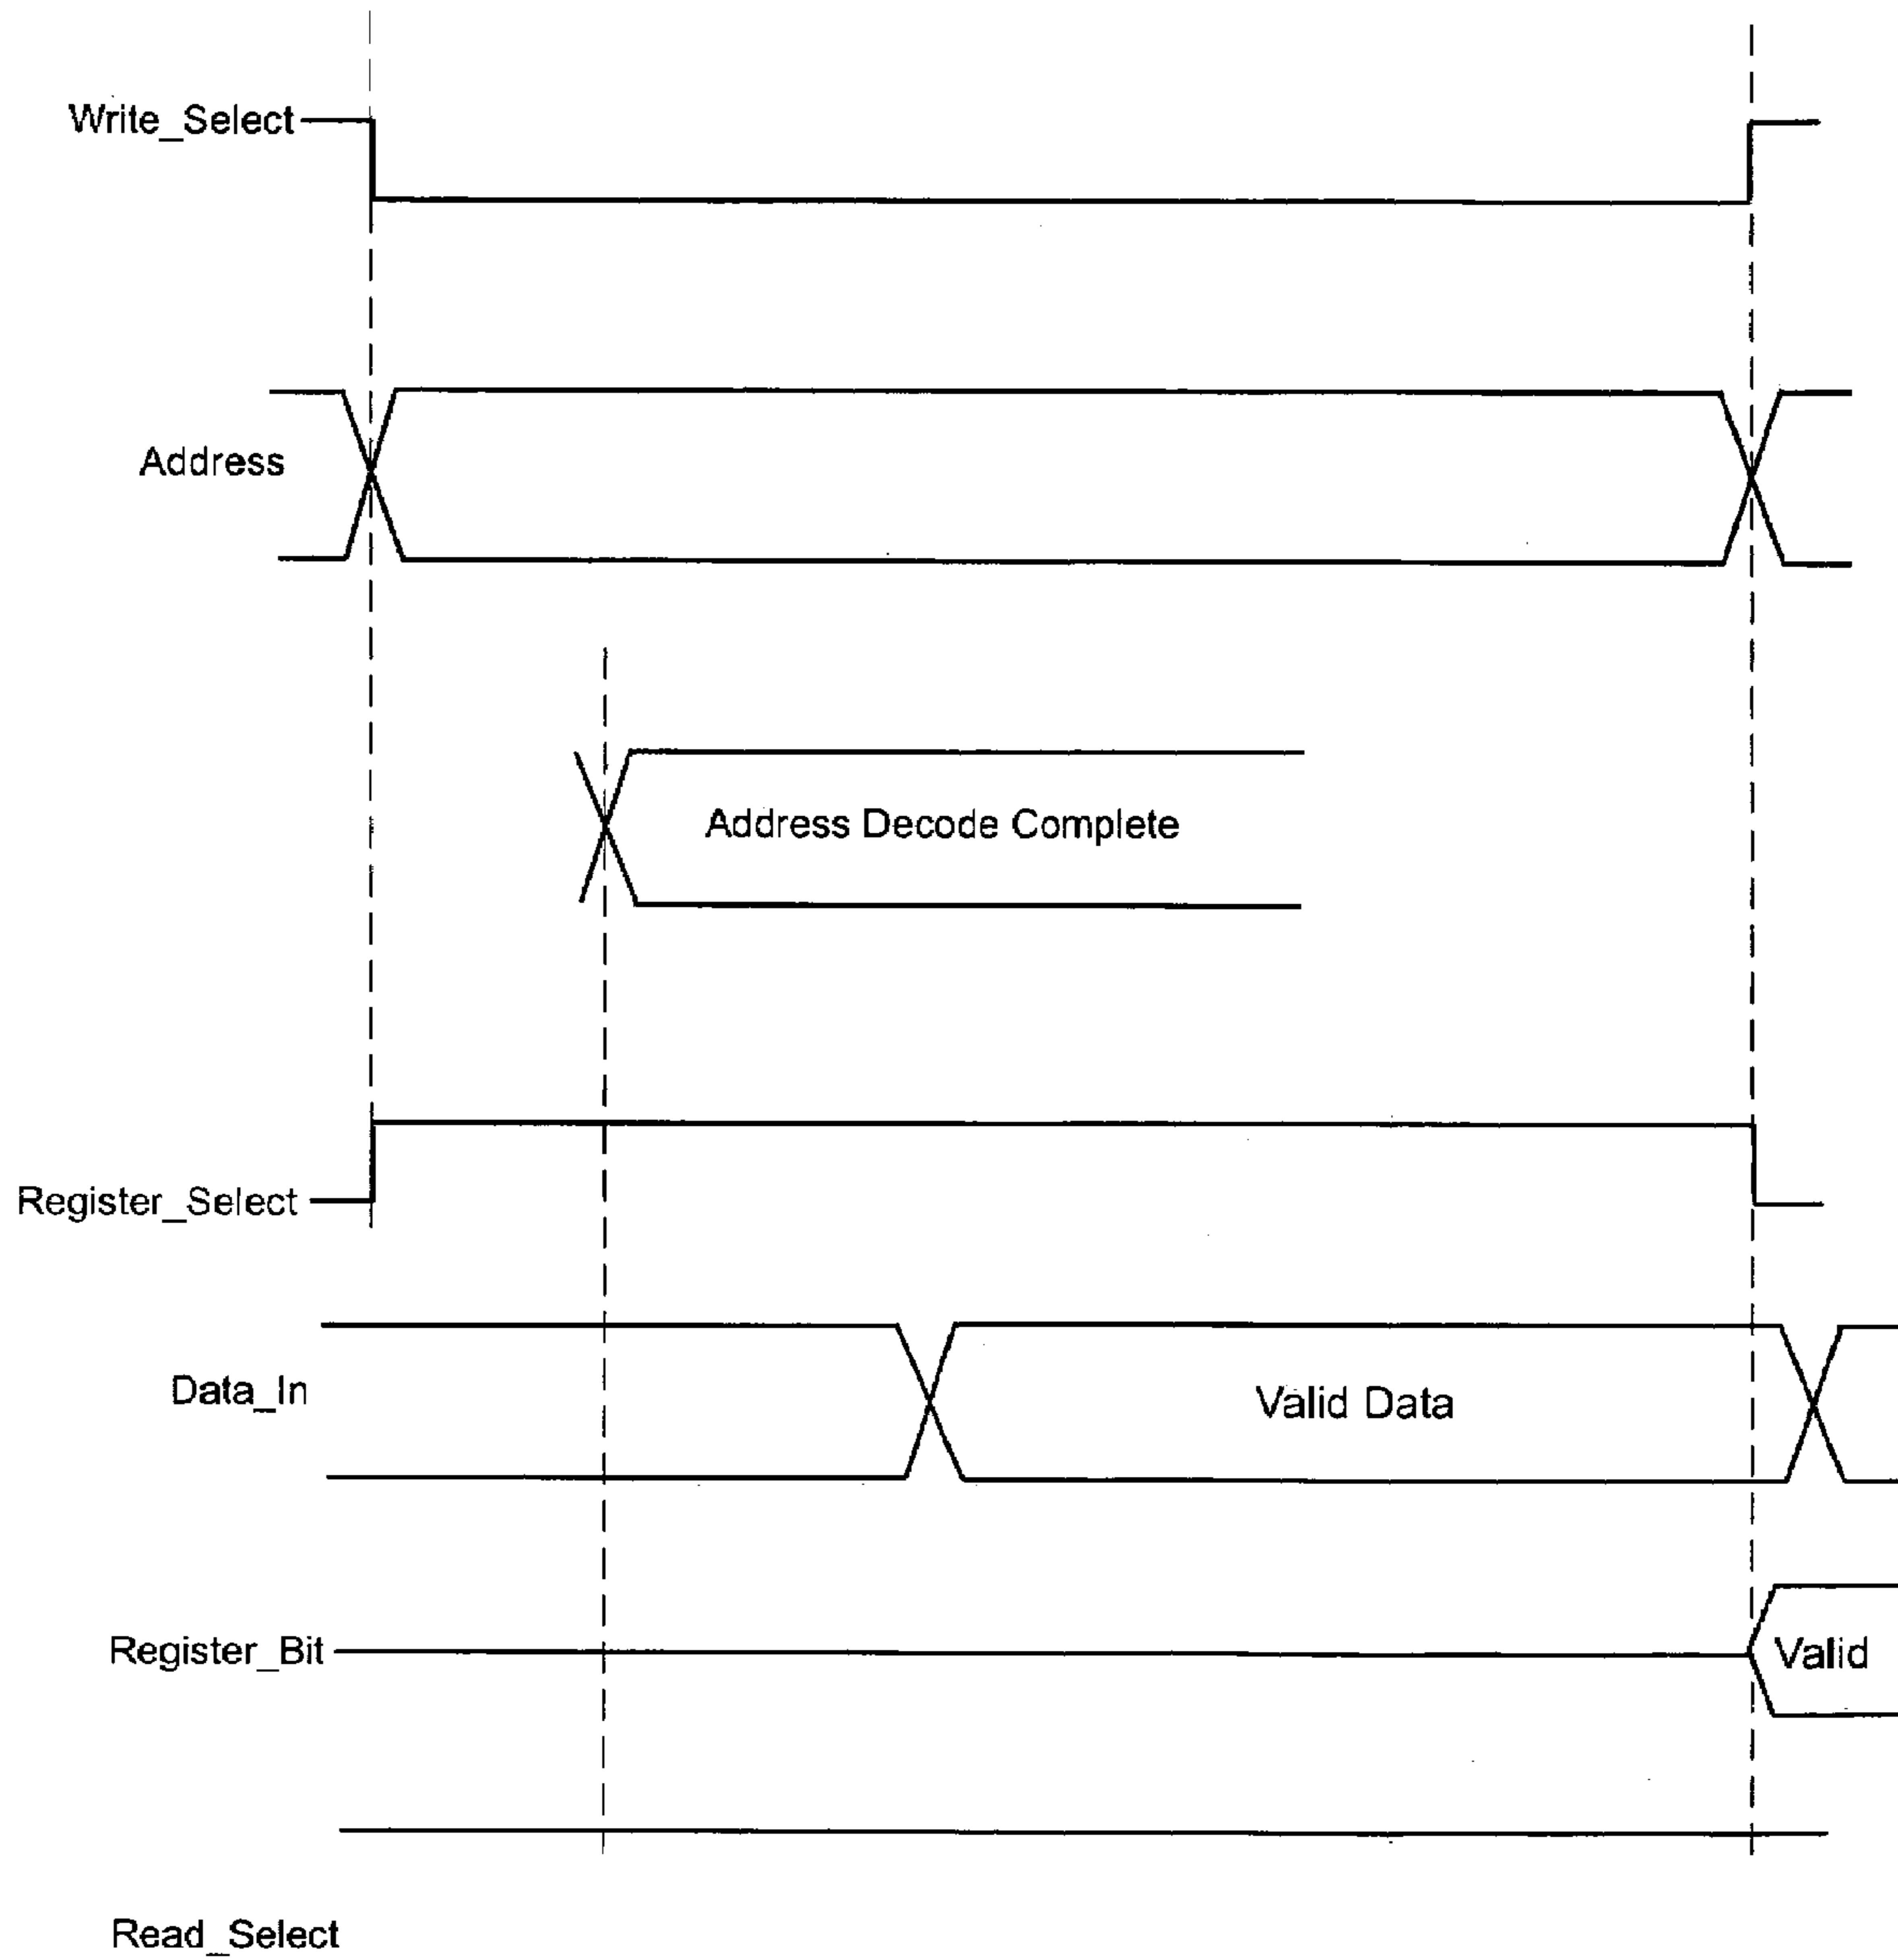 Write_Select
Address
Address Decode Complete
Register_Select
Data_In
Valid Data
Register_Bit
Valid
Read_Select